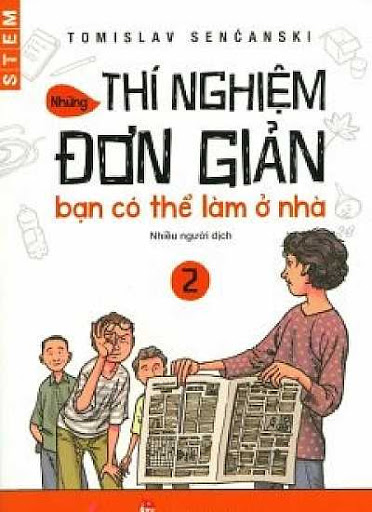 STEM
TOMISLAV SENĆANSKI
Những
THÍ NGHIỆM
ĐƠN GIẢN
bạn có thể làm ở nhà
Nhiều người dịch
2